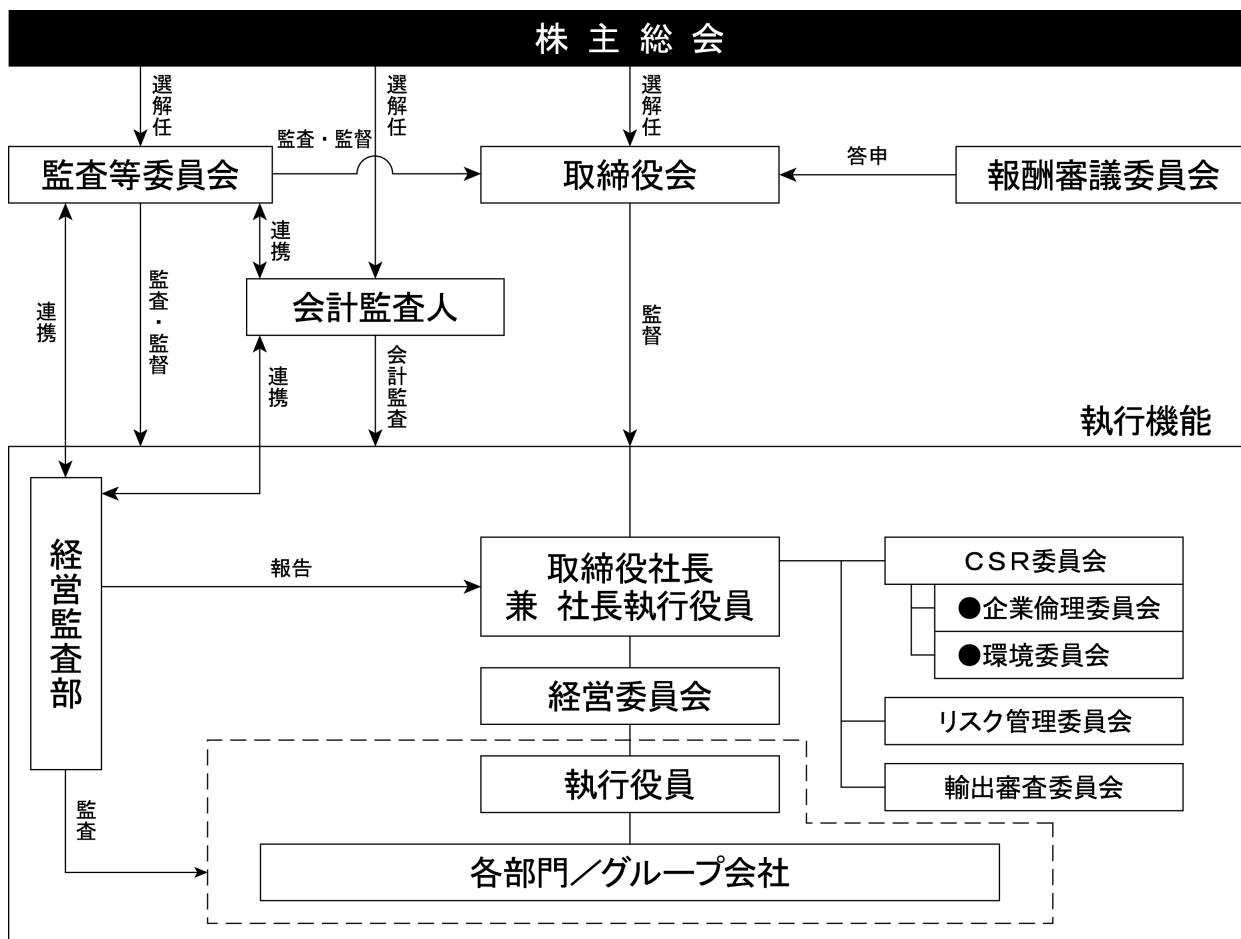 株主総会
選解任
選解任
選解任
監査・監督
答申
監査等委員会
取締役会
報酬審議委員会
連携
連携
監査・監督
会計監査人
監督
連携
会計監査
執行機能
経営監査部
報告
取締役社長
兼 社長執行役員
CSR委員会
●企業倫理委員会
●環境委員会
経営委員会
リスク管理委員会
執行役員
輸出審査委員会
監査
各部門／グループ会社